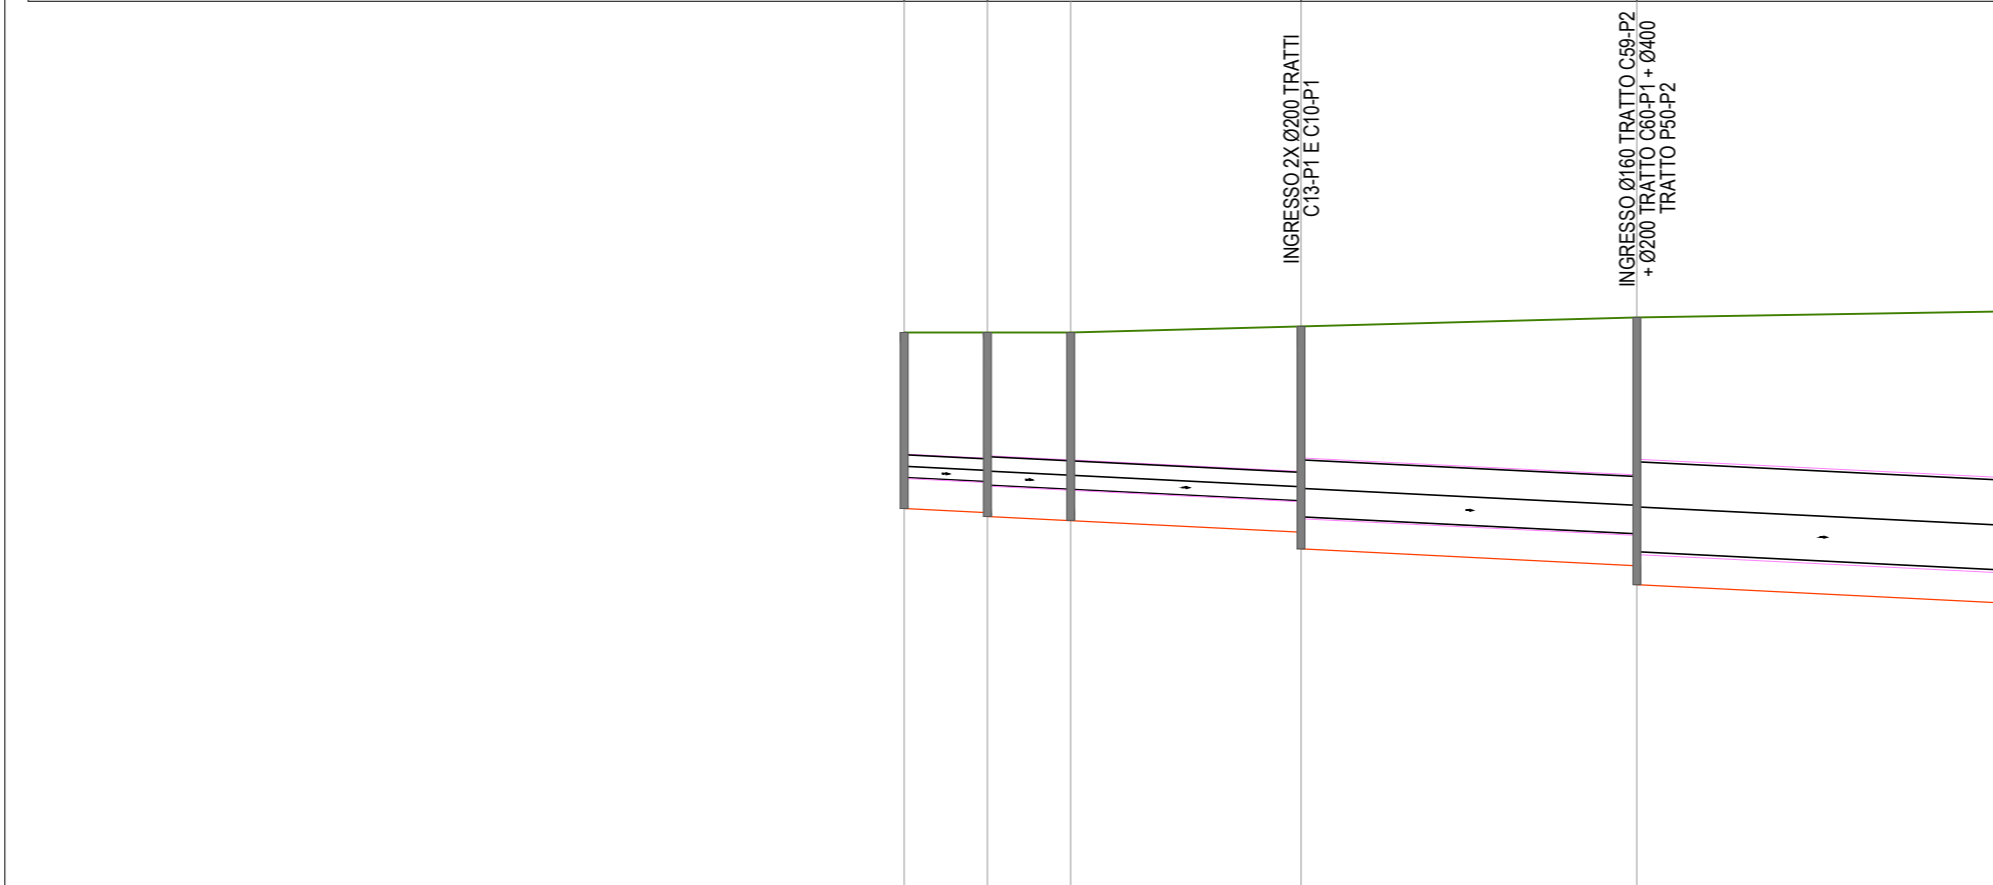 INGRESSO 2X Ø200 TRATTI
C13-P1 E C10-P1
INGRESSO Ø160 TRATTO C59-P2
+ Ø200 TRATTO C60-P1 + Ø400
TRATTO P50-P2